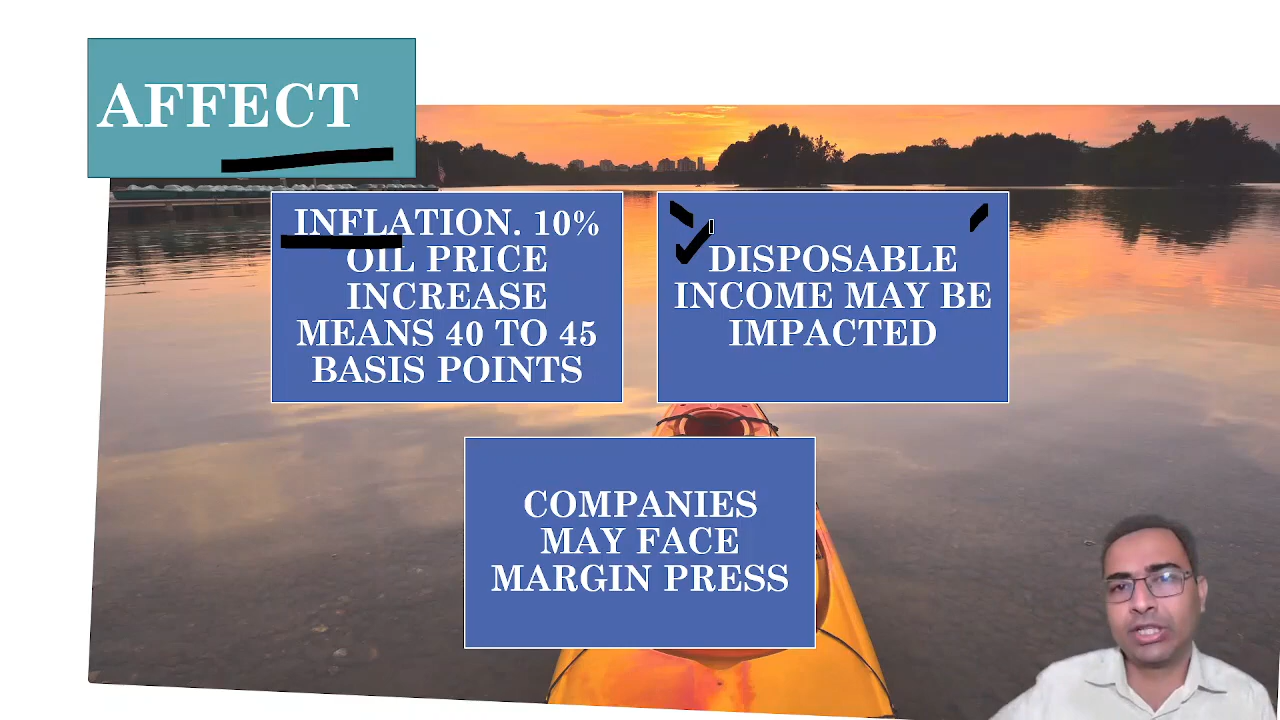 AFFECT
INFLATION. 10%
OIL PRICE
INCREASE
MEANS 40 TO 45
BASIS POINTS
DISPOSABLE
INCOME MAY BE
IMPACTED
COMPANIES
MAY FACE
MARGIN PRESS